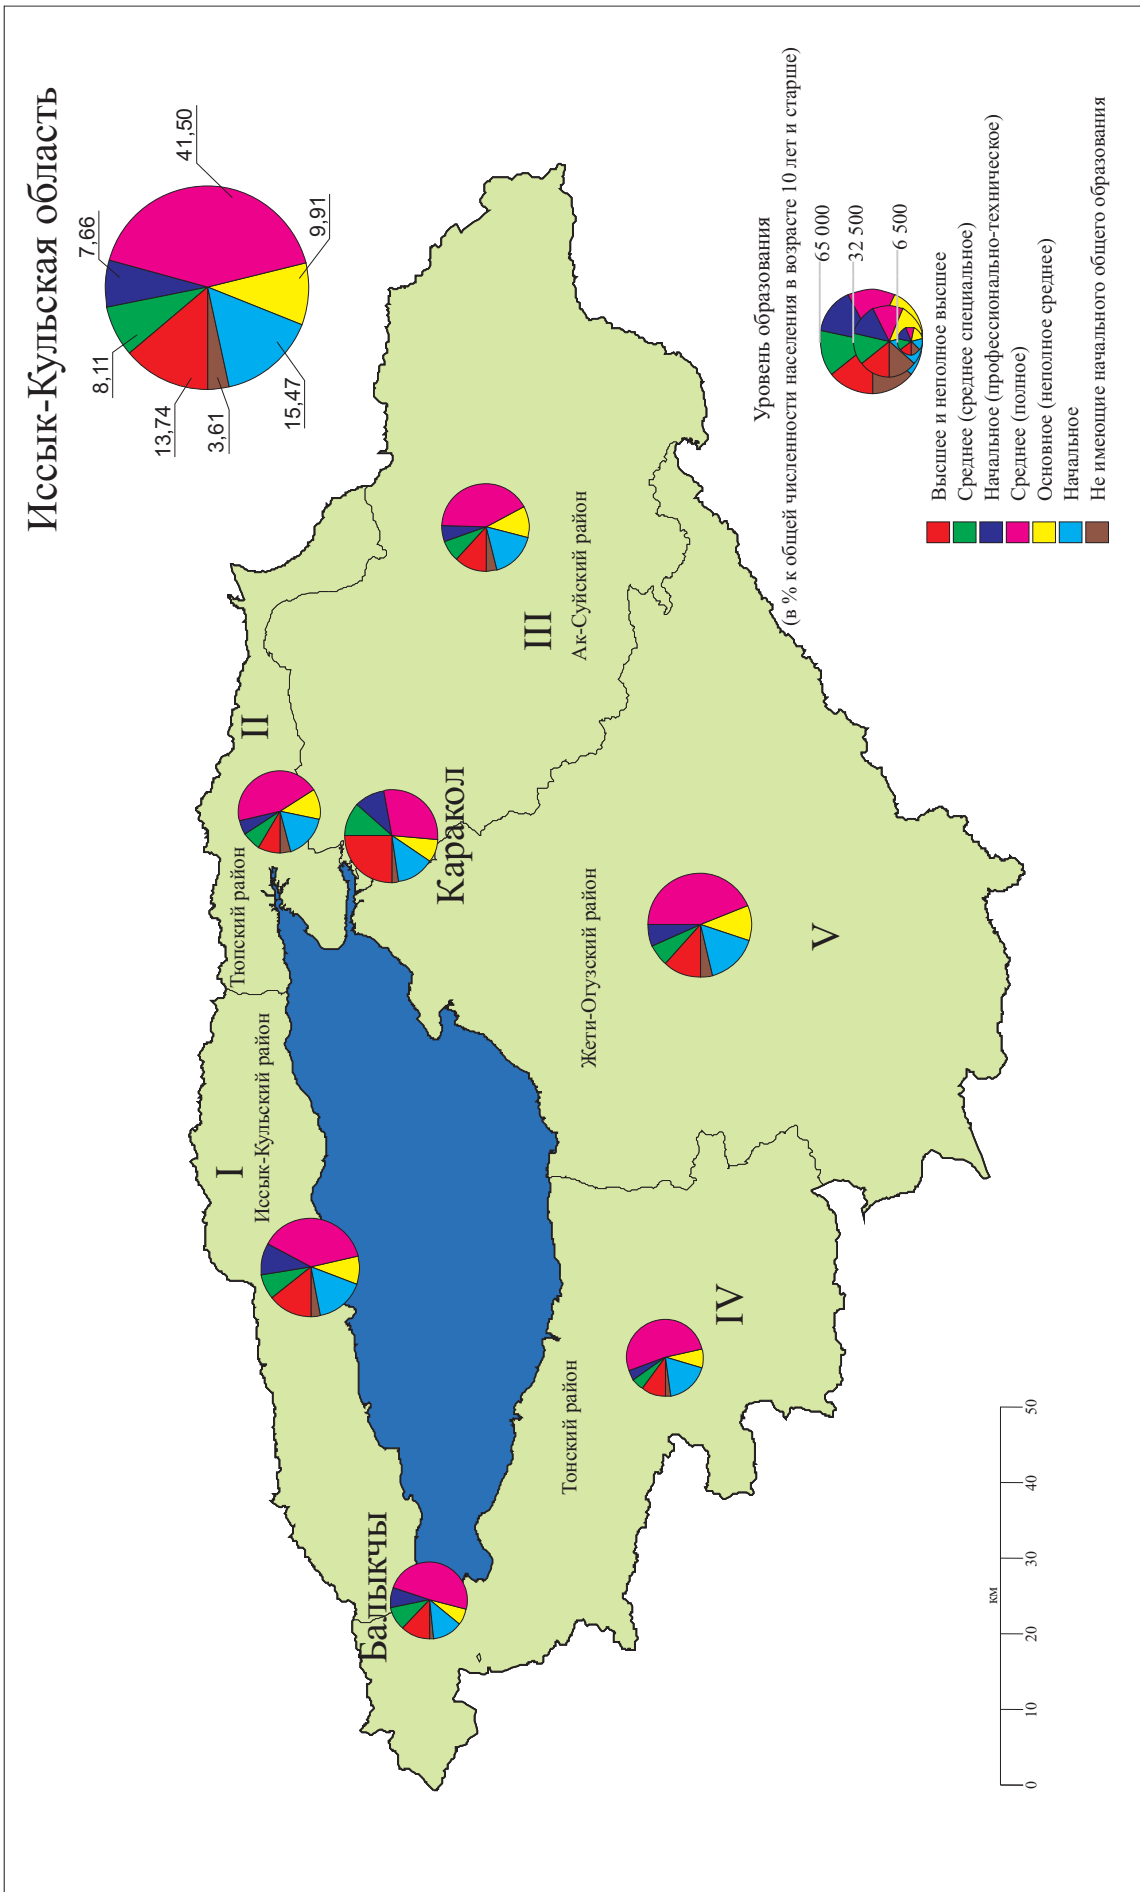 Иссык-Кульская область
7,66
41,50
8,11
9,91
13,74
3,61
15,47
I
Иссык-Кульский район
Тюпский район
II
III
Ак-Суйский район
Каракол
Балыкчы
Жети-Огузский район
V
Тонский район
IV
Уровень образования
(в % к общей численности населения в возрасте 10 лет и старше)
65 000
32 500
6 500
Высшее и неполное высшее
Среднее (среднее специальное)
Начальное (профессионально-техническое)
Среднее (полное)
Основное (неполное среднее)
Начальное
Не имеющие начального общего образования
км
0 10 20 30 40 50